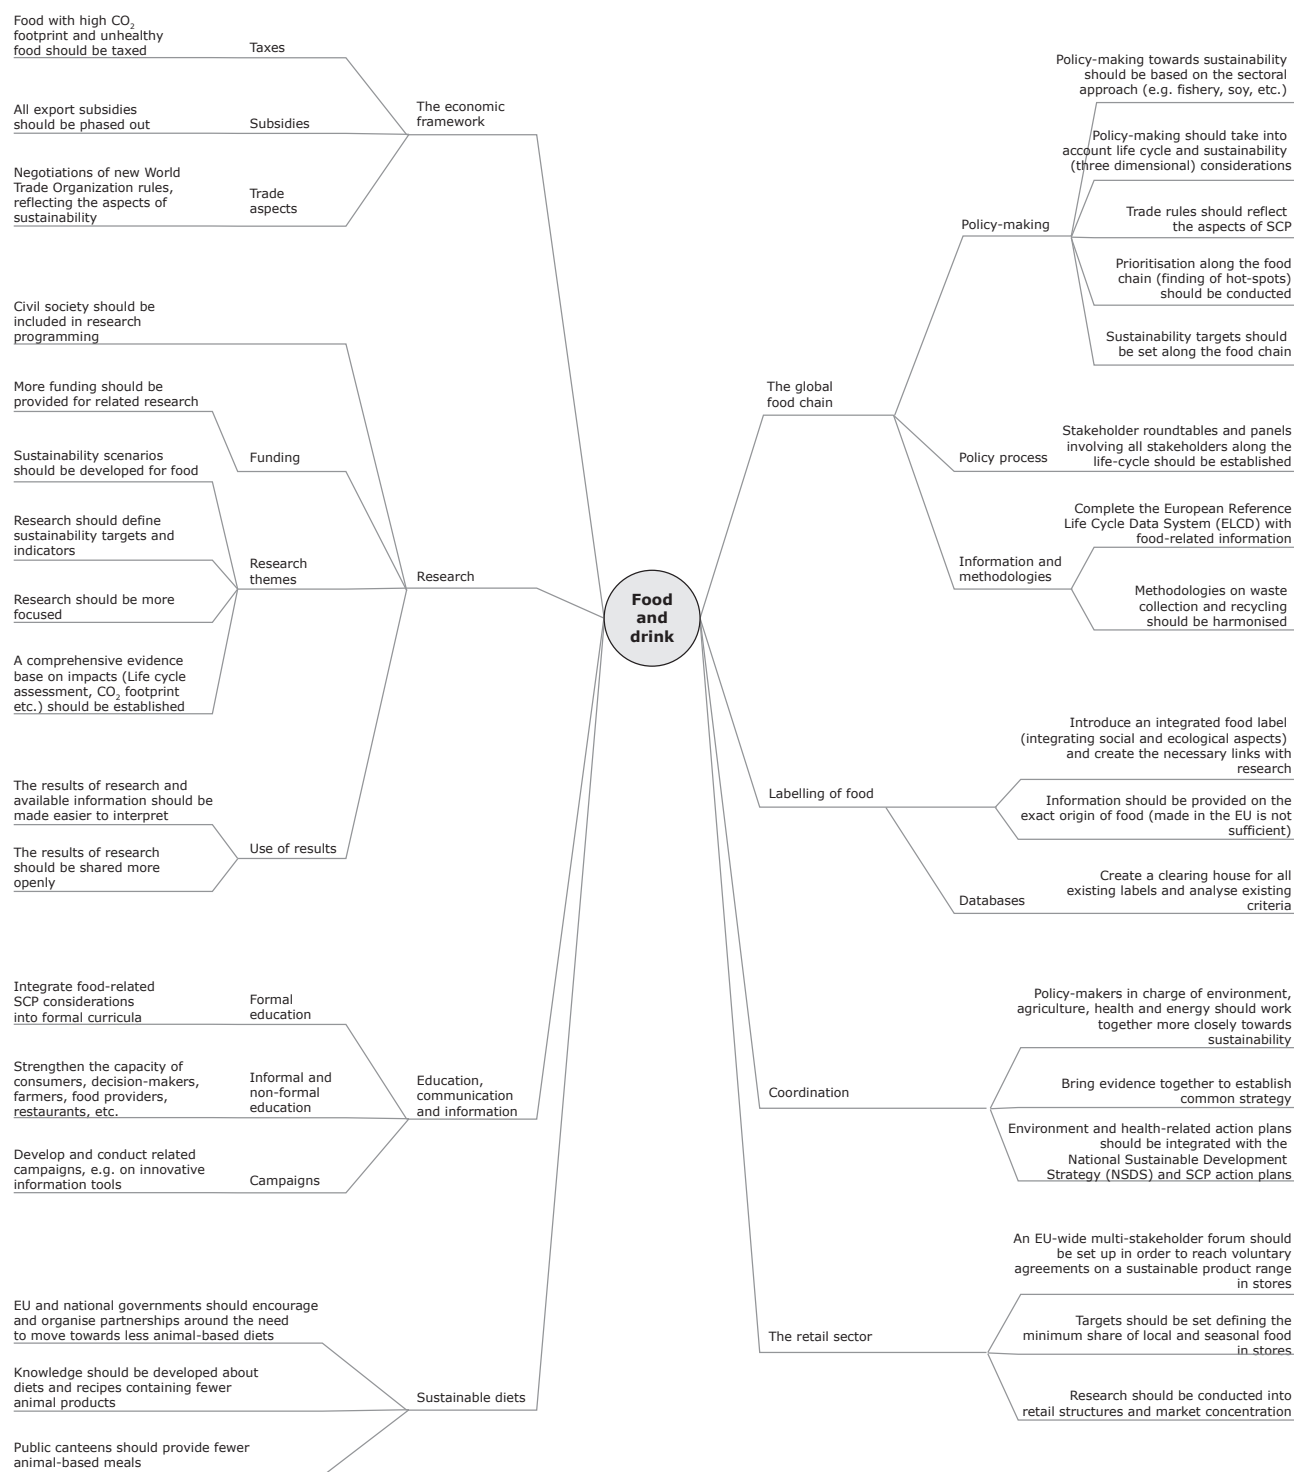 Food with high CO2
footprint and unhealthy
food should be taxed
Taxes
All export subsidies
should be phased out
Subsidies
Negotiations of new World
Trade Organization rules,
reflecting the aspects of
sustainability
Trade
aspects
The economic
framework
Civil society should be
included in research
programming
More funding should be
provided for related research
Funding
Sustainability scenarios
should be developed for food
Research should define
sustainability targets and
indicators
Research should be more
focused
A comprehensive evidence
base on impacts (Life cycle
assessment, CO2 footprint
etc.) should be established
Research
themes
The results of research and
available information should be
made easier to interpret
The results of research
should be shared more
openly
Use of results
Research
Integrate food-related
SCP considerations
into formal curricula
Formal
education
Strengthen the capacity of
consumers, decision-makers,
farmers, food providers,
restaurants, etc.
Informal and
non-formal
education
Develop and conduct related
campaigns, e.g. on innovative
information tools
Campaigns
Education,
communication
and information
EU and national governments should encourage
and organise partnerships around the need
to move towards less animal-based diets
Knowledge should be developed about
diets and recipes containing fewer
animal products
Public canteens should provide fewer
animal-based meals
Sustainable diets
Food
and
drink
The global
food chain
Policy-making
Policy-making towards sustainability
should be based on the sectoral
approach (e.g. fishery, soy, etc.)
Policy-making should take into
account life cycle and sustainability
(three dimensional) considerations
Trade rules should reflect
the aspects of SCP
Prioritisation along the food
chain (finding of hot-spots)
should be conducted
Sustainability targets should
be set along the food chain
Policy process
Stakeholder roundtables and panels
involving all stakeholders along the
life-cycle should be established
Information and
methodologies
Complete the European Reference
Life Cycle Data System (ELCD) with
food-related information
Methodologies on waste
collection and recycling
should be harmonised
Labelling of food
Introduce an integrated food label
(integrating social and ecological aspects)
and create the necessary links with
research
Information should be provided on the
exact origin of food (made in the EU is not
sufficient)
Databases
Create a clearing house for all
existing labels and analyse existing
criteria
Coordination
Policy-makers in charge of environment,
agriculture, health and energy should work
together more closely towards
sustainability
Bring evidence together to establish
common strategy
Environment and health-related action plans
should be integrated with the
National Sustainable Development
Strategy (NSDS) and SCP action plans
The retail sector
An EU-wide multi-stakeholder forum should
be set up in order to reach voluntary
agreements on a sustainable product range
in stores
Targets should be set defining the
minimum share of local and seasonal food
in stores
Research should be conducted into
retail structures and market concentration